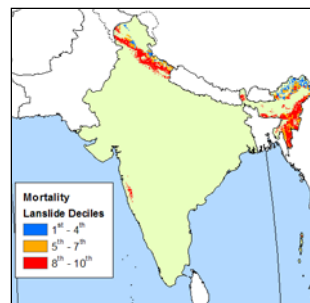 Mortality
Lanslide Deciles
1st - 4th
5th - 7th
8th - 10th